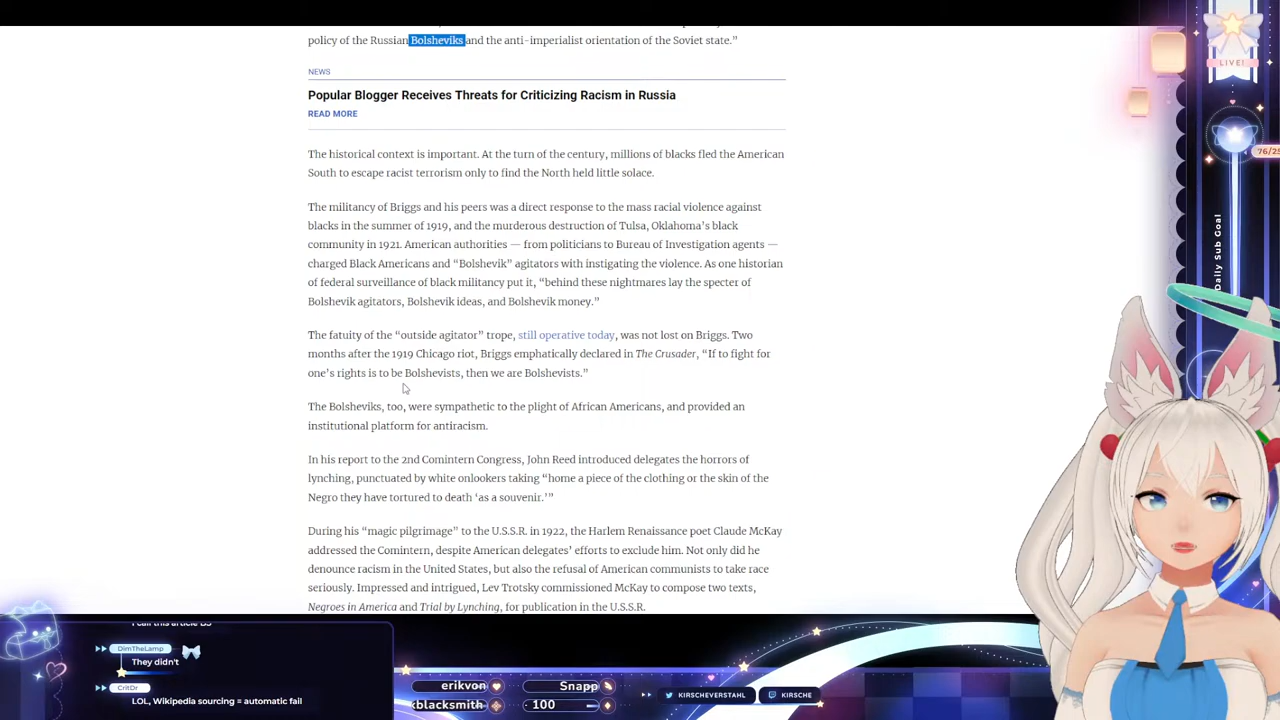 policy of the Russian Bolsheviks and the anti-imperialist orientation of the Soviet state.”
NEWS
Popular Blogger Receives Threats for Criticizing Racism in Russia
READ MORE
The historical context is important. At the turn of the century, millions of blacks fled the American
South to escape racist terrorism only to find the North held little solace.
The militancy of Briggs and his peers was a direct response to the mass racial violence against
blacks in the summer of 1919, and the murderous destruction of Tulsa, Oklahoma’s black
community in 1921. American authorities — from politicians to Bureau of Investigation agents —
charged Black Americans and “Bolshevik” agitators with instigating the violence. As one historian
of federal surveillance of black militancy put it, “behind these nightmares lay the specter of
Bolshevik agitators, Bolshevik ideas, and Bolshevik money.”
The fatuity of the “outside agitator” trope, still operative today, was not lost on Briggs. Two
months after the 1919 Chicago riot, Briggs emphatically declared in The Crusader, “If to fight for
one’s rights is to be Bolshevists, then we are Bolshevists.”
The Bolsheviks, too, were sympathetic to the plight of African Americans, and provided an
institutional platform for antiracism.
In his report to the 2nd Comintern Congress, John Reed introduced delegates the horrors of
lynching, punctuated by white onlookers taking “home a piece of the clothing or the skin of the
Negro they have tortured to death ‘as a souvenir.’”
During his “magic pilgrimage” to the U.S.S.R. in 1922, the Harlem Renaissance poet Claude McKay
addressed the Comintern, despite American delegates’ efforts to exclude him. Not only did he
denounce racism in the United States, but also the refusal of American communists to take race
seriously. Impressed and intrigued, Lev Trotsky commissioned McKay to compose two texts,
Negroes in America and Trial by Lynching, for publication in the U.S.S.R.
LIVE!
76/25
Daily Sub Goal
I call this article BS
DimTheLamp
They didn't
CritDr
LOL, Wikipedia sourcing = automatic fail
erikvon
Snapp
blacksmith
100
KIRSCHEVERSTAHL
KIRSCHE